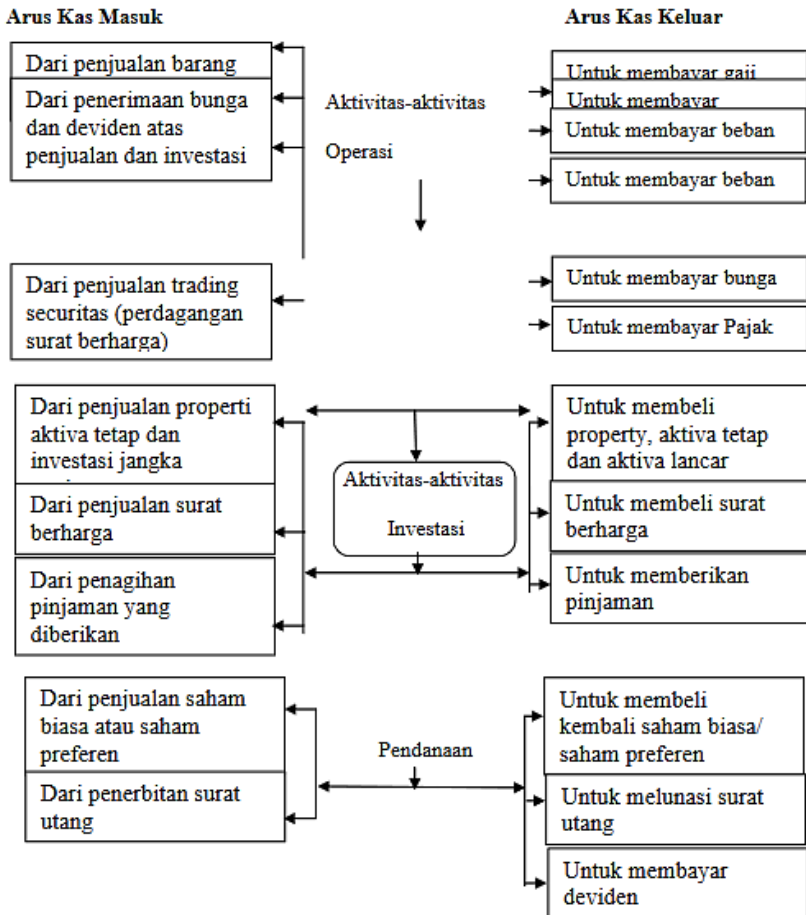 Arus Kas Masuk
Arus Kas Keluar
Dari penjualan barang
Dari penerimaan bunga
dan deviden atas
penjualan dan investasi
Aktivitas-aktivitas
Operasi
Untuk membayar gaji
Untuk membayar
Untuk membayar beban
Untuk membayar beban
Dari penjualan trading
securitas (perdagangan
surat berharga)
Untuk membayar bunga
Untuk membayar Pajak
Dari penjualan properti
aktiva tetap dan
investasi jangka
Dari penjualan surat
berharga
Dari penagihan
pinjaman yang
diberikan
Aktivitas-aktivitas
Investasi
Untuk membeli
property, aktiva tetap
dan aktiva lancar
Untuk membeli surat
berharga
Untuk memberikan
pinjaman
Dari penjualan saham
biasa atau saham
preferen
Dari penerbitan surat
utang
Pendanaan
Untuk membeli
kembali saham biasa/
saham preferen
Untuk melunasi surat
utang
Untuk membayar
deviden